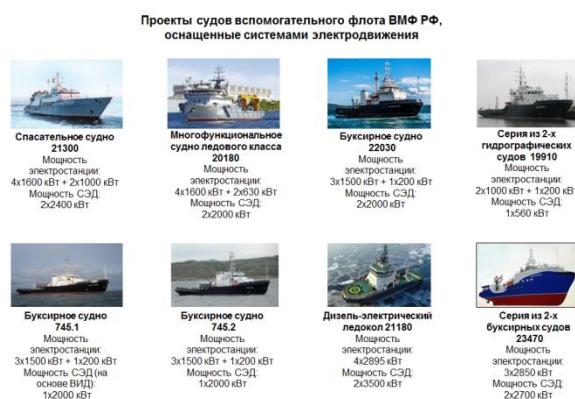 Проекты судов вспомогательного флота ВМФ РФ,
оснащенные системами электродвижения
Спасательное судно
21300
Мощность
электростанции:
4х1600 кВт + 2х1000 кВт
Мощность СЭД:
2х2400 кВт
Многофункциональное
судно ледового класса
20180
Мощность
электростанции:
4х1600 кВт + 2х630 кВт
Мощность СЭД:
2х2000 кВт
Буксирное судно
22030
Мощность
электростанции:
3х1500 кВт + 1х200 кВт
Мощность СЭД:
2х2000 кВт
Серия из 2-х
гидрографических
судов 19910
Мощность
электростанции:
2х1000 кВт + 1х200 кВт
Мощность СЭД:
1х560 кВт
Буксирное судно
745.1
Мощность
электростанции:
3х1500 кВт + 1х200 кВт
Мощность СЭД (на
основе ВИД):
1х2000 кВт
Буксирное судно
745.2
Мощность
электростанции:
3х1500 кВт + 1х200 кВт
Мощность СЭД:
1х2000 кВт
Дизель-электрический
ледокол 21180
Мощность
электростанции:
4х2895 кВт
Мощность СЭД:
2х3500 кВт
Серия из 2-х
буксирных судов
23470
Мощность
электростанции:
3х2850 кВт
Мощность СЭД:
2х2700 кВт